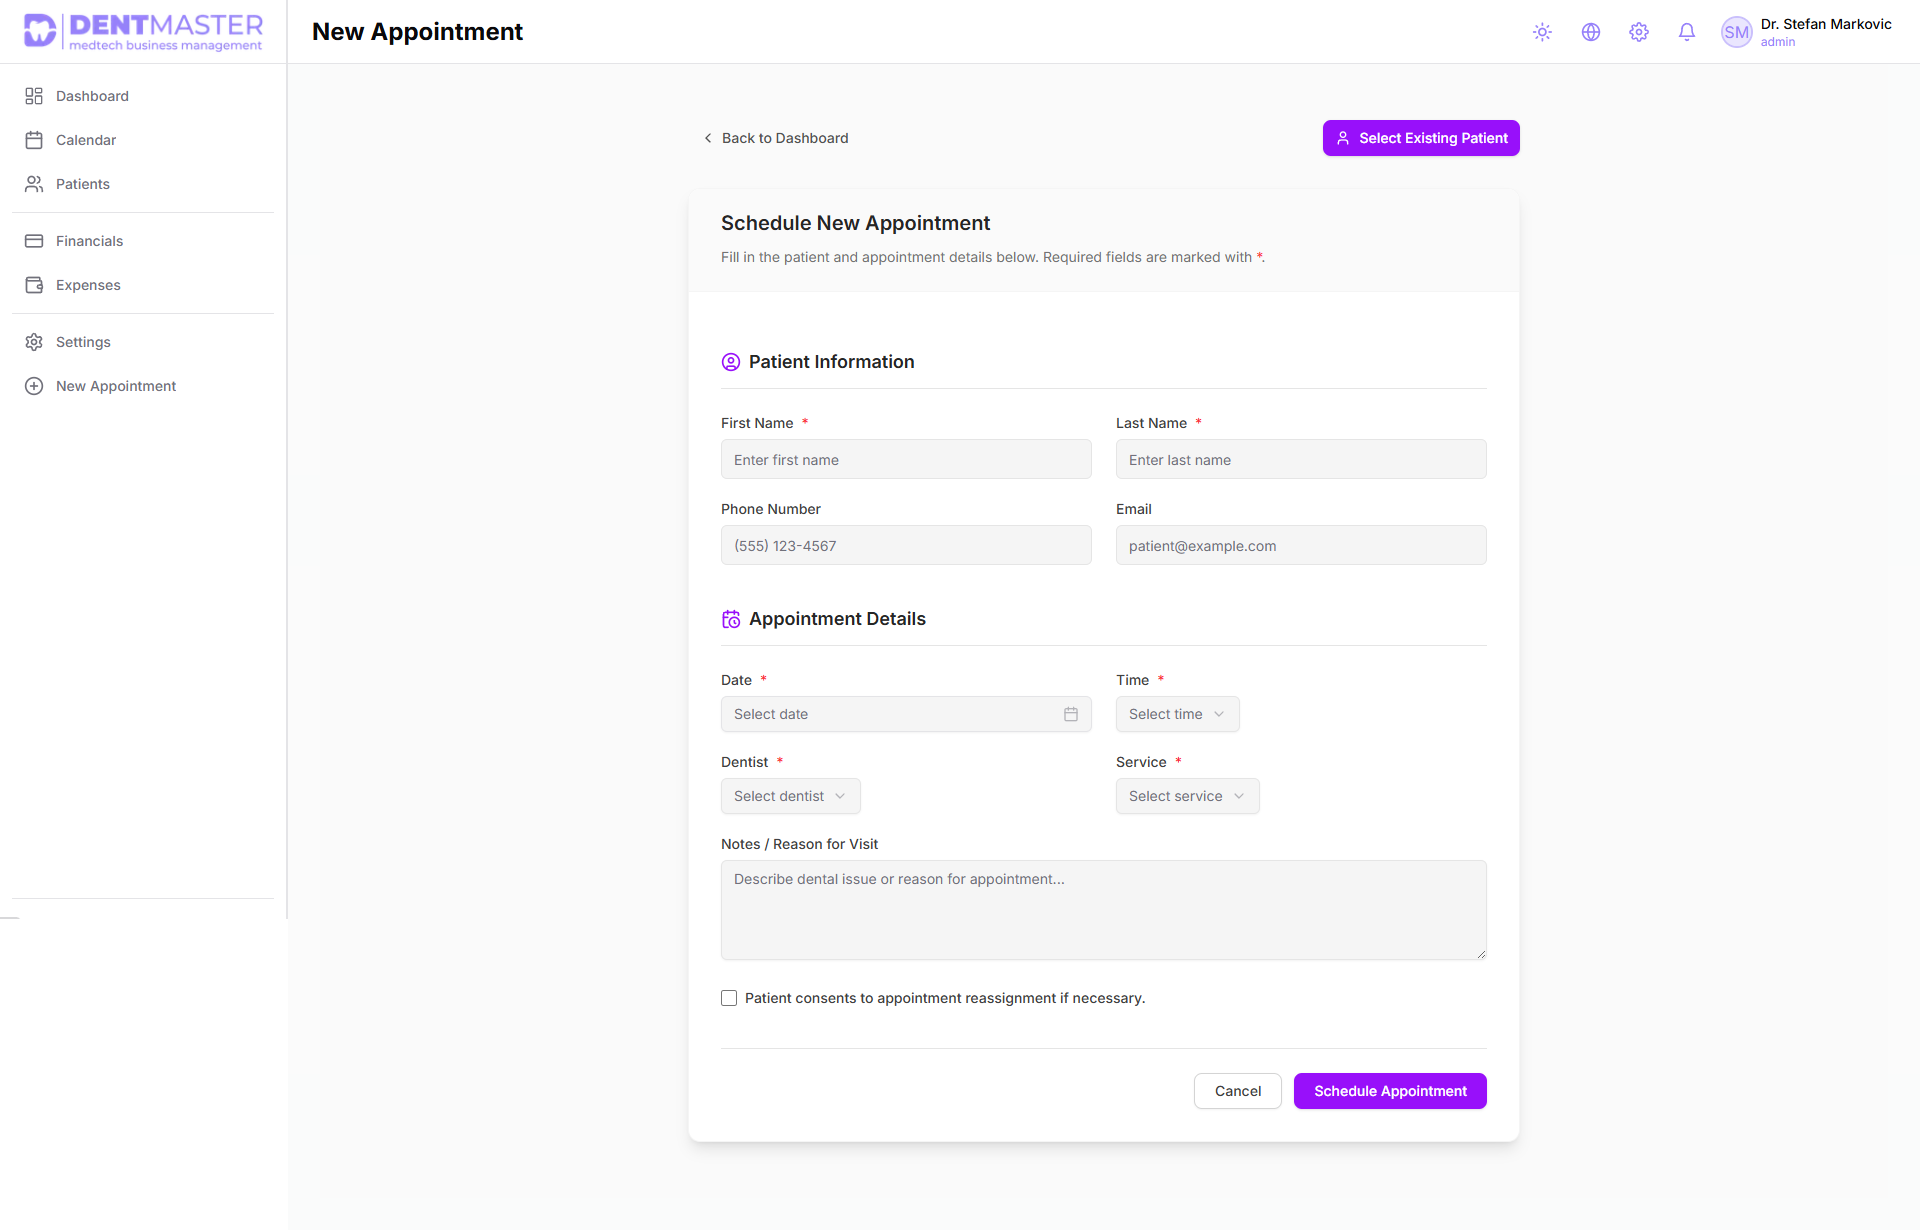 DENTMASTER
medtech business management
New Appointment
SM
Dr. Stefan Markovic
admin
Dashboard
Calendar
Patients
Financials
Expenses
Settings
New Appointment
Back to Dashboard
Select Existing Patient
Schedule New Appointment
Fill in the patient and appointment details below. Required fields are marked with *.
Patient Information
First Name *
Last Name *
Enter first name
Enter last name
Phone Number
Email
(555) 123-4567
patient@example.com
Appointment Details
Date *
Time *
Select date
Select time
Dentist *
Service *
Select dentist
Select service
Notes / Reason for Visit
Describe dental issue or reason for appointment...
Patient consents to appointment reassignment if necessary.
Cancel
Schedule Appointment